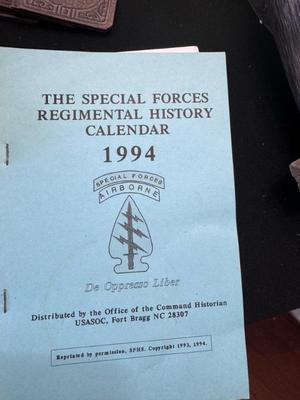 THE SPECIAL FORCES
REGIMENTAL HISTORY
CALENDAR
1994
SPECIAL FORCES
AIRBORNE
De Oppresso Liber
Distributed by the Office of the Command Historian
USASOC, Fort Bragg NC 28307
Reprinted by permission, SFHS. Copyright 1993, 1994.